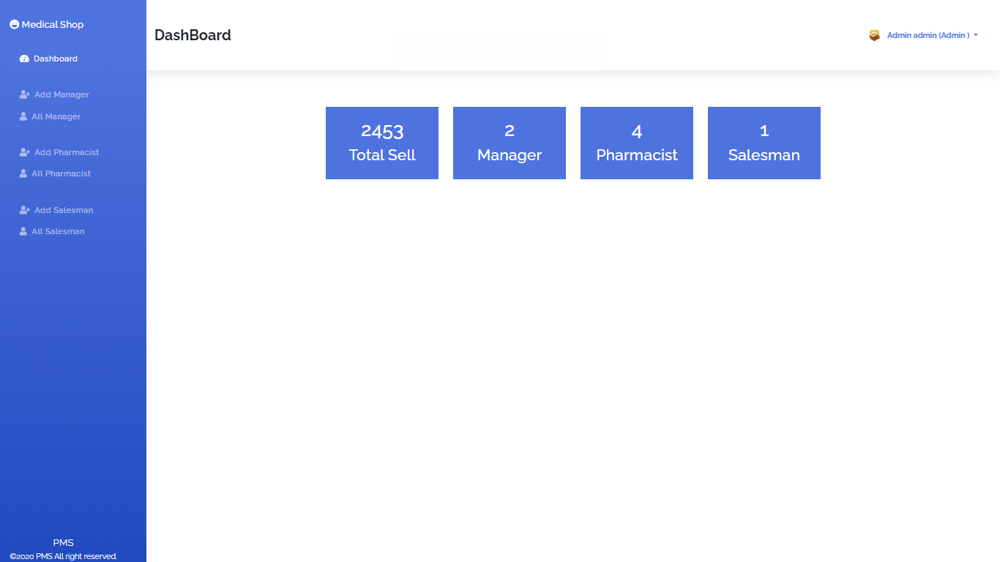 Medical Shop
Dashboard
Add Manager
All Manager
Add Pharmacist
All Pharmacist
Add Salesman
All Salesman
PMS
©2020 PMS All right reserved.
DashBoard
Admin admin (Admin )
2453
Total Sell
2
Manager
4
Pharmacist
1
Salesman